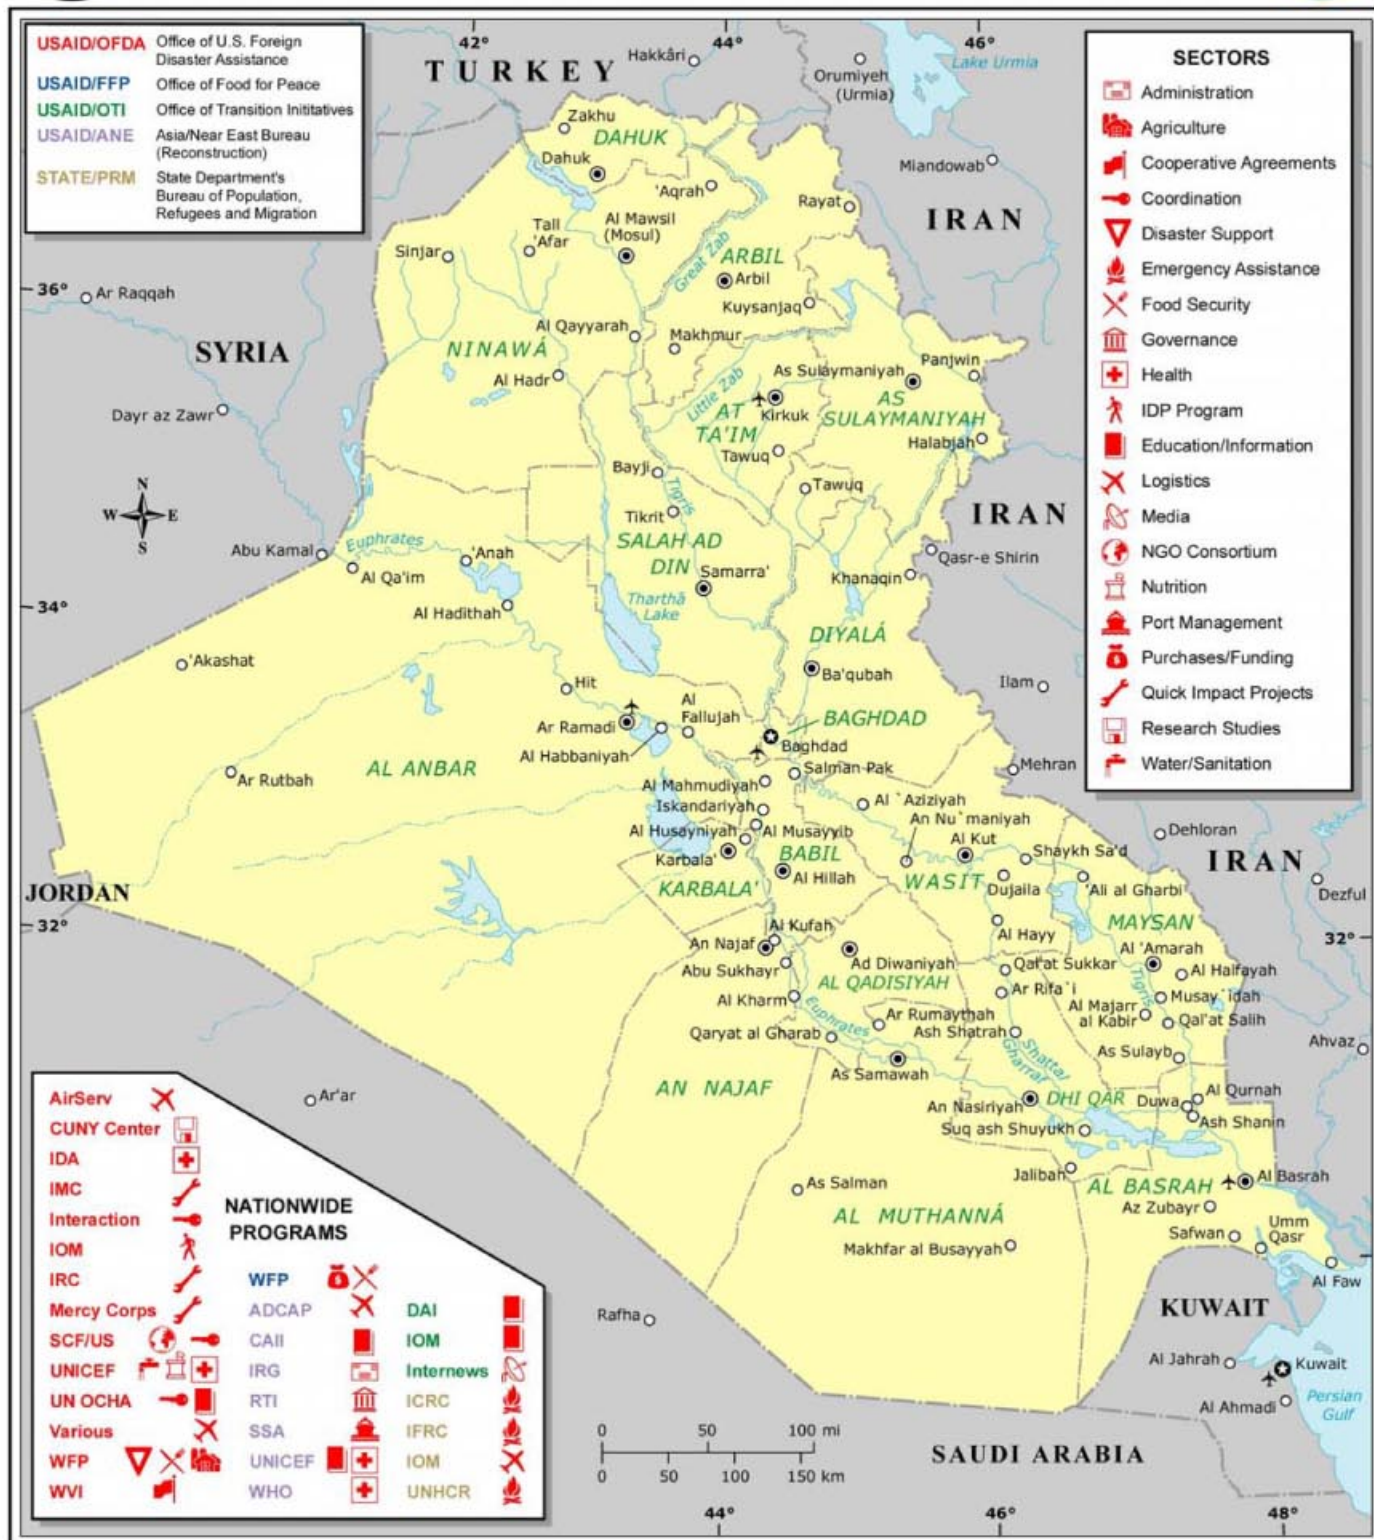 USAID/OFDA Office of U.S. Foreign
Disaster Assistance
USAID/FFP Office of Food for Peace
USAID/OTI Office of Transition Inititatives
USAID/ANE Asia/Near East Bureau
(Reconstruction)
STATE/PRM State Department's
Bureau of Population,
Refugees and Migration
42°
44°
46°
TURKEY
Hakkâri
Orumiyeh
(Urmia)
Lake Urmia
SECTORS
Administration
Agriculture
Cooperative Agreements
Coordination
Disaster Support
Emergency Assistance
Food Security
Governance
Health
IDP Program
Education/Information
Logistics
Media
NGO Consortium
Nutrition
Port Management
Purchases/Funding
Quick Impact Projects
Research Studies
Water/Sanitation
Zakhu
DAHUK
Dahuk
'Aqrah
Miandowab
Rayat
IRAN
Tall
'Afar
Al Mawsil
(Mosul)
Sinjar
Great Zab
ARBIL
Arbil
36°
Ar Raqqah
Kuysanjaq
Al Qayyarah
Makhmur
SYRIA
NINAWÁ
Al Hadr
Little Zab
As Sulaymaniyah
Panjwin
Dayr az Zawr
AT
TA'IM
Kirkuk
AS
SULAYMANIYAH
Halabjah
Tawuq
Bayji
Tigris
Tawuq
N
W E
S
Tikrit
IRAN
SALAH AD
DIN
Abu Kamal
Euphrates
'Anah
Al Qa'im
Samarra'
Qasr-e Shirin
Khanaqin
34°
Al Hadithah
Tharthā
Lake
DIYALÁ
'Akashat
Ba'qubah
Ilam
Hit
Al
Fallujah
Ar Ramadi
BAGHDAD
Baghdad
Al Habbaniyah
Salman Pak
Mehran
AL ANBAR
Ar Rutbah
Al Mahmudiyah
Iskandariyah
Al `Aziziyah
An Nu`maniyah
Al Husayniyah
Al Musayyib
Al Kut
Shaykh Sa'd
Dehloran
Karbala'
BABIL
Al Hillah
WASIT
Dujaila
'Ali al Gharbi
IRAN
Dezful
JORDAN
KARBALA'
MAYSAN
32°
Al Kufah
An Najaf
Al Hayy
Al 'Amarah
32°
Abu Sukhayr
Ad Diwaniyah
Qal'at Sukkar
Al Halfayah
AL QADISIYAH
Al Kharm
Ar Rifa`i
Tigris
Musay`idah
Al Majarr
al Kabir
Qal'at Salih
Euphrates
Ar Rumaythah
Qaryat al Gharab
Ash Shatrah
Shatt al
Gharraf
As Sulayb
Ahvaz
As Samawah
AN NAJAF
Al Qurnah
Ar'ar
An Nasiriyah
DHI QAR
Duwa
Ash Shanin
Suq ash Shuyukh
Jalibah
As Salman
AL BASRAH
Al Basrah
Az Zubayr
AL MUTHANNÁ
Safwan
Umm
Qasr
Makhfar al Busayyah
Al Faw
Rafha
KUWAIT
Al Jahrah
Kuwait
Al Ahmadi
Persian
Gulf
SAUDI ARABIA
NATIONWIDE
PROGRAMS
AirServ
CUNY Center
IDA
IMC
Interaction
IOM
IRC
Mercy Corps
SCF/US
UNICEF
UN OCHA
Various
WFP
WVI
WFP
ADCAP
CAII
IRG
RTI
SSA
UNICEF
WHO
DAI
IOM
Internews
ICRC
IFRC
IOM
UNHCR
0 50 100 mi
0 50 100 150 km
44°
46°
48°